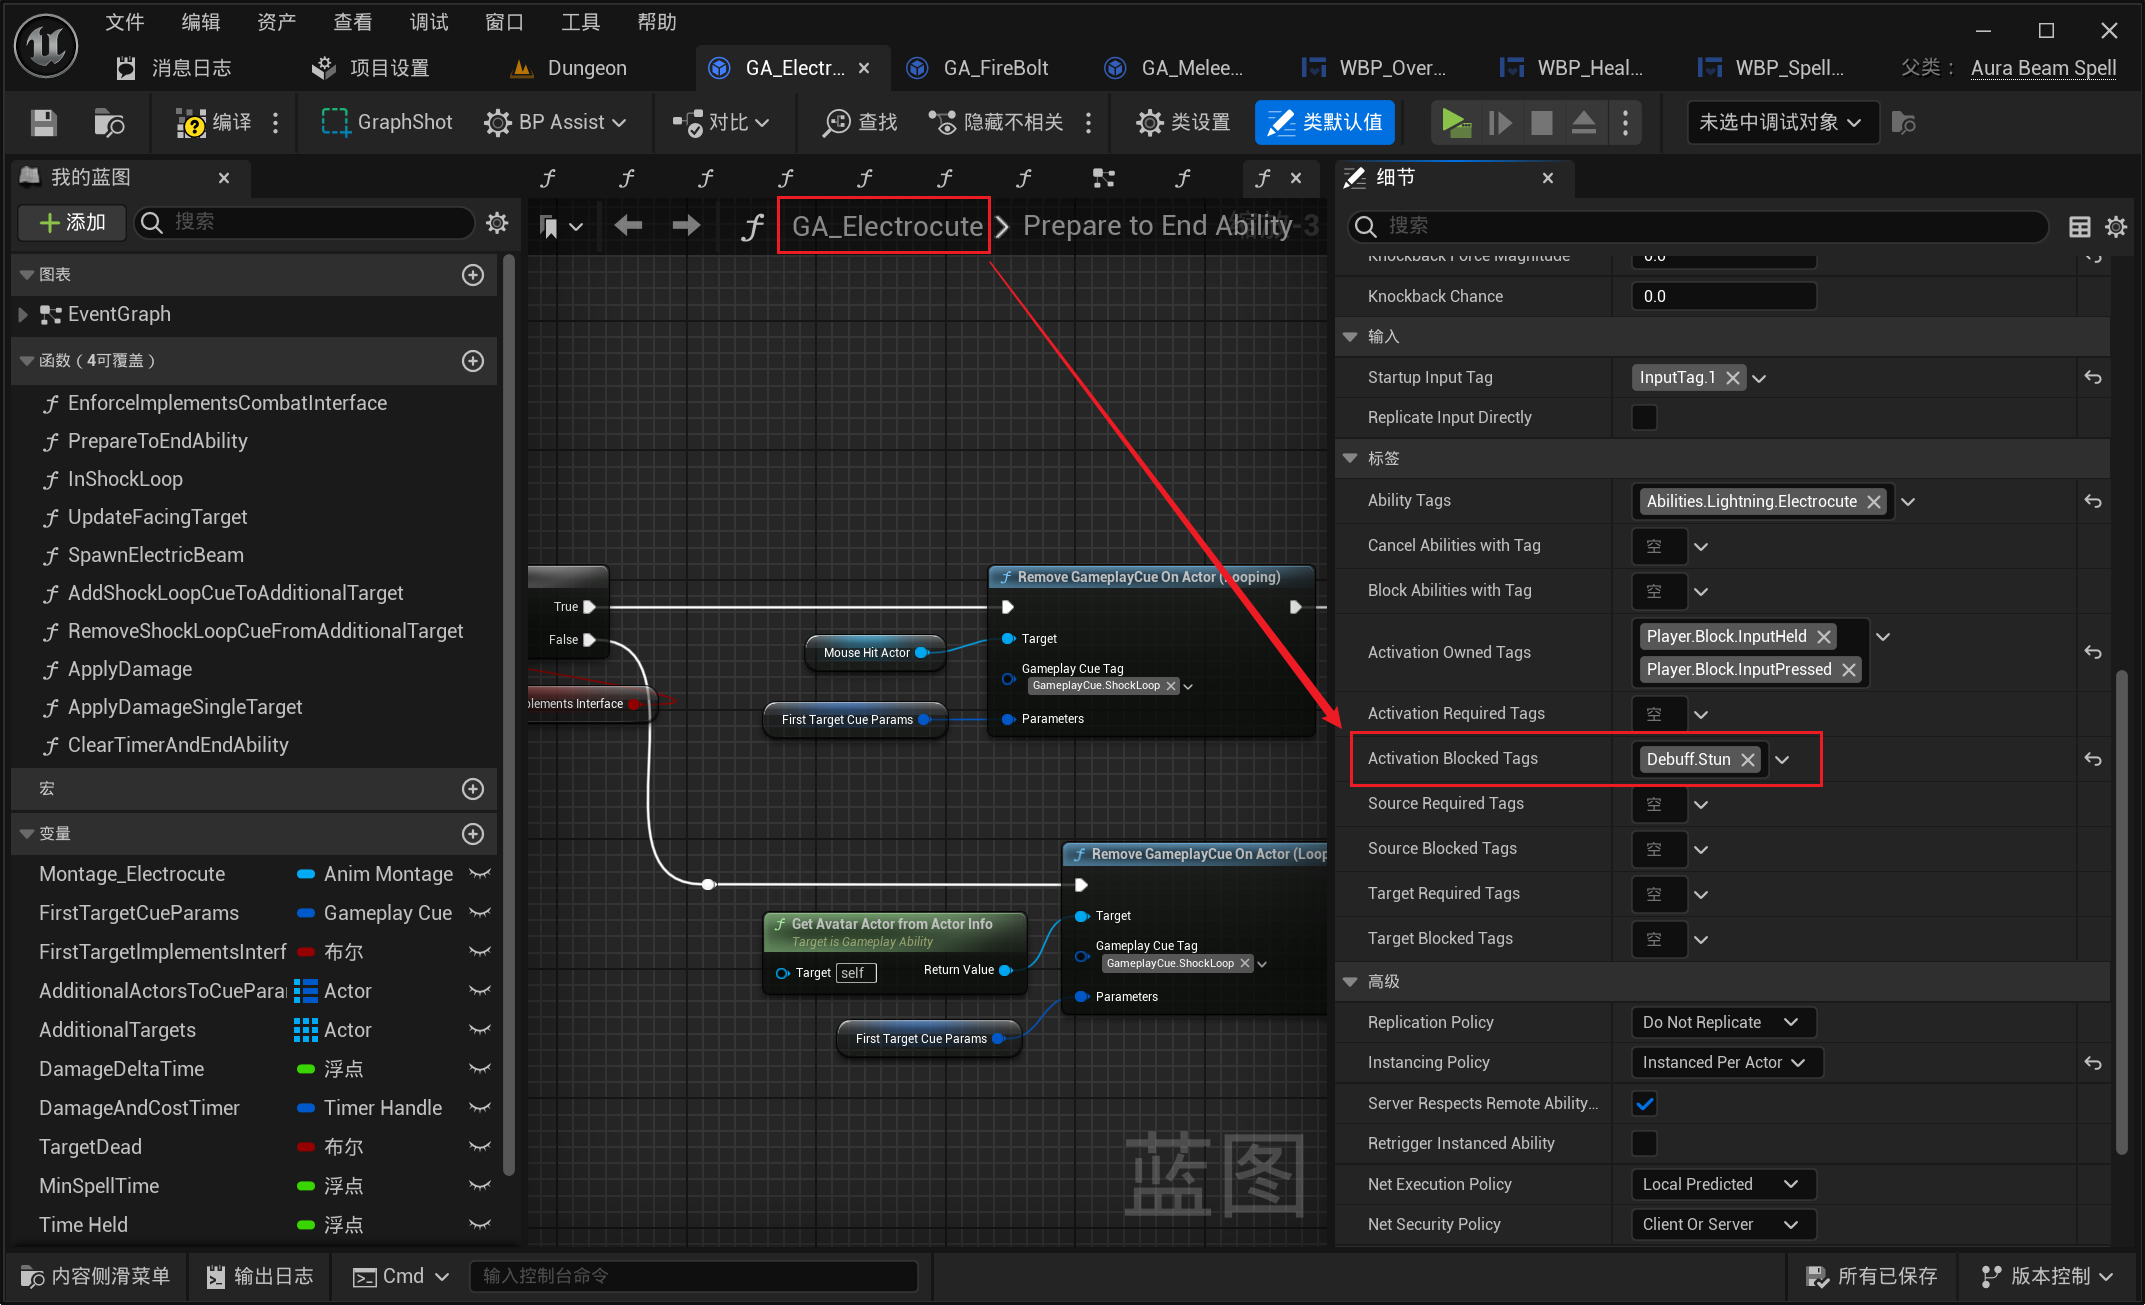 文件 编辑 资产 查看 调试 窗口 工具 帮助
消息日志 项目设置 Dungeon GA_Electr... GA_FireBolt GA_Melee... WBP_Over... WBP_Heal... WBP_Spell... 父类： Aura Beam Spell
编译 GraphShot BP Assist 对比 查找 隐藏不相关 类设置 类默认值 未选中调试对象
我的蓝图
添加 搜索
图表
EventGraph
函数（4可覆盖）
EnforceImplementsCombatInterface
PrepareToEndAbility
InShockLoop
UpdateFacingTarget
SpawnElectricBeam
AddShockLoopCueToAdditionalTarget
RemoveShockLoopCueFromAdditionalTarget
ApplyDamage
ApplyDamageSingleTarget
ClearTimerAndEndAbility
宏
变量
Montage_Electrocute Anim Montage
FirstTargetCueParams Gameplay Cue
FirstTargetImplementsInterf 布尔
AdditionalActorsToCueParar Actor
AdditionalTargets Actor
DamageDeltaTime 浮点
DamageAndCostTimer Timer Handle
TargetDead 布尔
MinSpellTime 浮点
Time Held 浮点
GA_Electrocute Prepare to End Ability
-3
True
False
plements Interface
Mouse Hit Actor
First Target Cue Params
Remove GameplayCue On Actor (Looping)
Target
Gameplay Cue Tag
GameplayCue.ShockLoop
Parameters
Remove GameplayCue On Actor (Loop
Target
Gameplay Cue Tag
GameplayCue.ShockLoop
Parameters
Get Avatar Actor from Actor Info
Target is Gameplay Ability
Target self Return Value
First Target Cue Params
蓝图
细节
搜索
Knockback Force Magnitude 0.0
Knockback Chance 0.0
输入
Startup Input Tag InputTag.1
Replicate Input Directly
标签
Ability Tags Abilities.Lightning.Electrocute
Cancel Abilities with Tag 空
Block Abilities with Tag 空
Activation Owned Tags Player.Block.InputHeld
Player.Block.InputPressed
Activation Required Tags 空
Activation Blocked Tags Debuff.Stun
Source Required Tags 空
Source Blocked Tags 空
Target Required Tags 空
Target Blocked Tags 空
高级
Replication Policy Do Not Replicate
Instancing Policy Instanced Per Actor
Server Respects Remote Ability...
Retrigger Instanced Ability
Net Execution Policy Local Predicted
Net Security Policy Client Or Server
内容侧滑菜单 输出日志 Cmd 输入控制台命令 所有已保存 版本控制